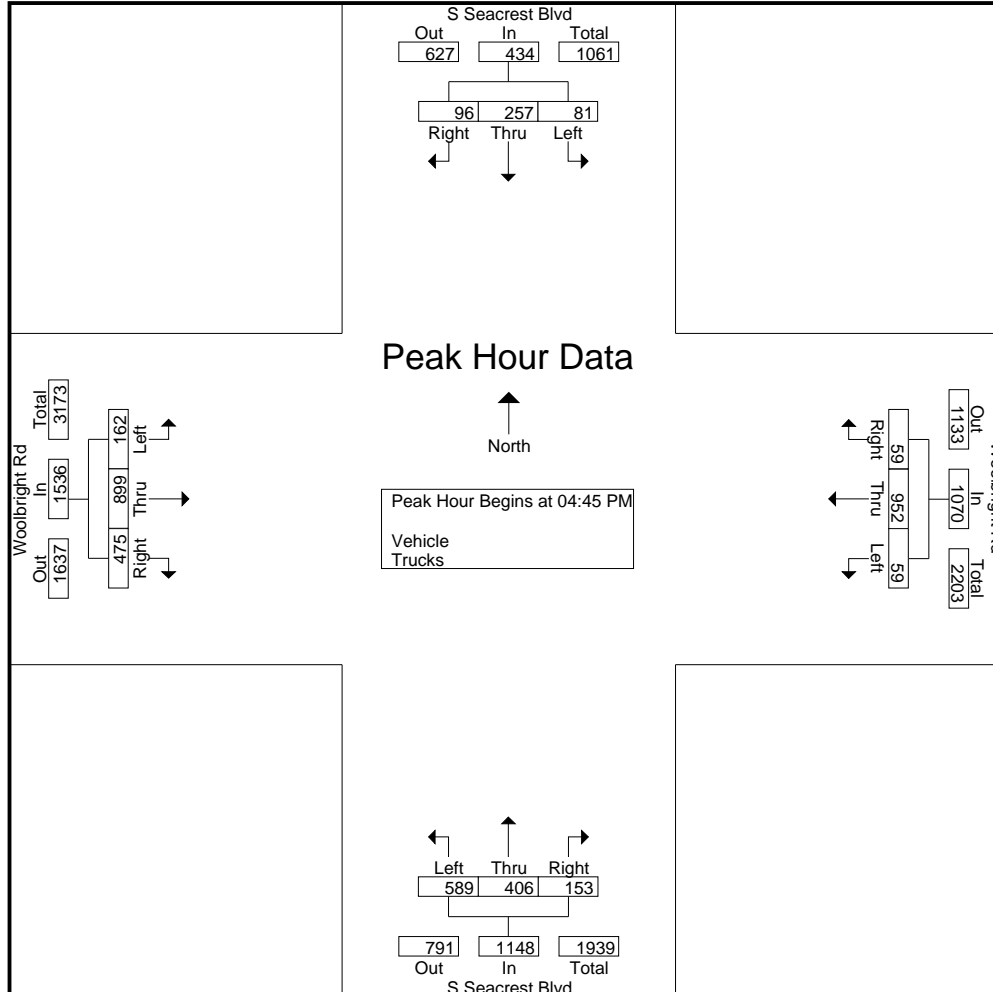 S Seacrest Blvd
Out In Total
627 434 1061
96 257 81
Right Thru Left
Peak Hour Data
North
Peak Hour Begins at 04:45 PM
Vehicle
Trucks
Woolbright Rd
Out In Total
1637 1536 3173
475 899 162
Right Thru Left
Out In Total
1133 1070 2203
59 952 59
Right Thru Left
Left Thru Right
589 406 153
791 1148 1939
Out In Total
S Seacrest Blvd